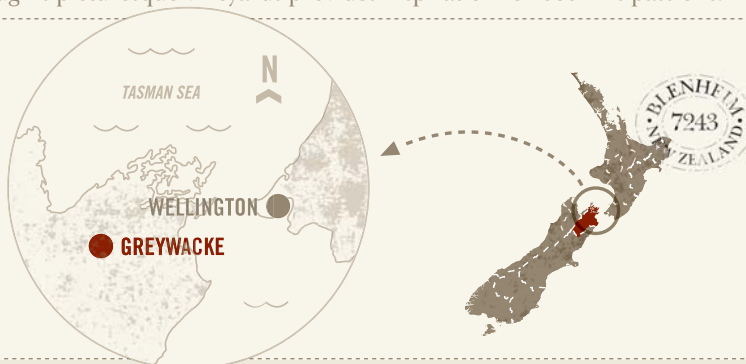 N
TASMAN SEA
WELLINGTON
GREYWACKE
BLENHEIM
7243
NEW ZEALAND